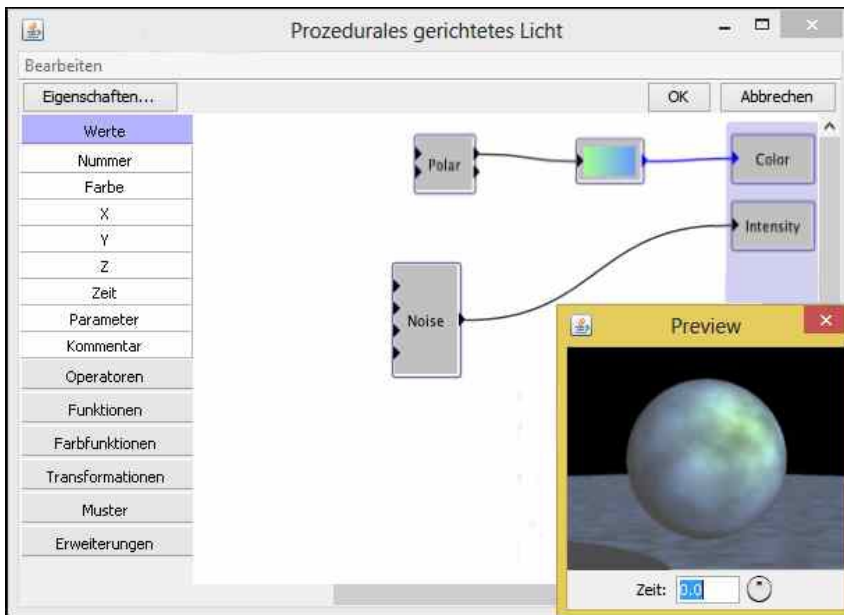 Prozedurales gerichtetes Licht
Bearbeiten
Eigenschaften...
OK
Abbrechen
Werte
Nummer
Farbe
X
Y
Z
Zeit
Parameter
Kommentar
Operatoren
Funktionen
Farbfunktionen
Transformationen
Muster
Erweiterungen
Polar
Color
Intensity
Noise
Preview
Zeit: 0.0